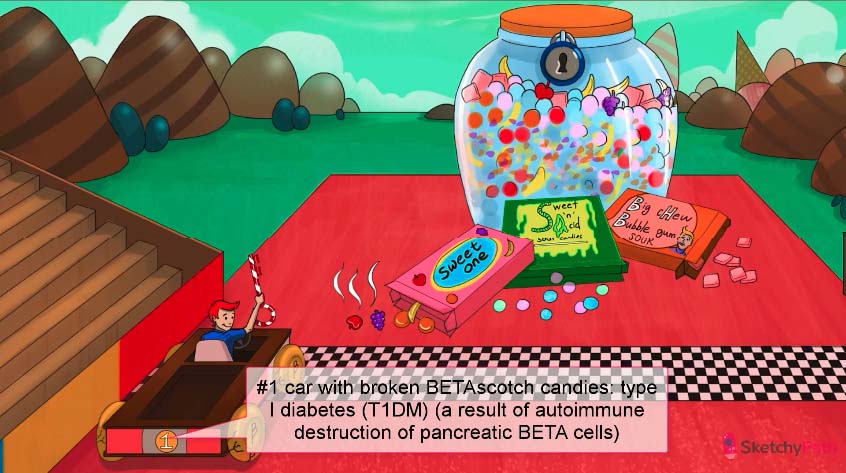 Sweet
'n'
Acid
sour candies
Big cHew
Bubble gum
SOUR
Sweet
one
#1 car with broken BETAscotch candies: type
I diabetes (T1DM) (a result of autoimmune
destruction of pancreatic BETA cells)
1
β
SketchyPath